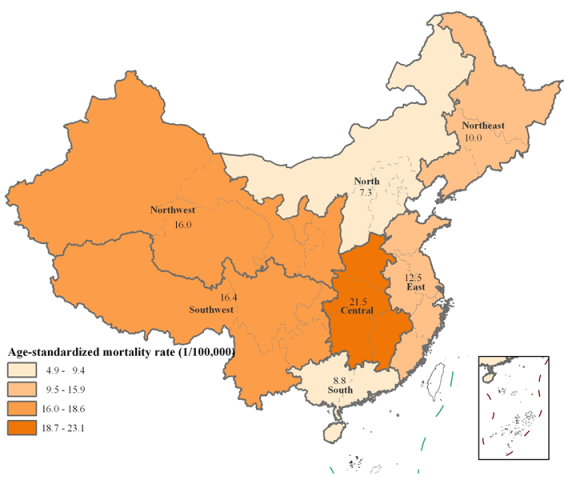 Northeast
10.0
North
7.3
Northwest
16.0
12.5
East
16.4
Southwest
21.5
Central
8.8
South
Age-standardized mortality rate (1/100,000)
4.9 - 9.4
9.5 - 15.9
16.0 - 18.6
18.7 - 23.1